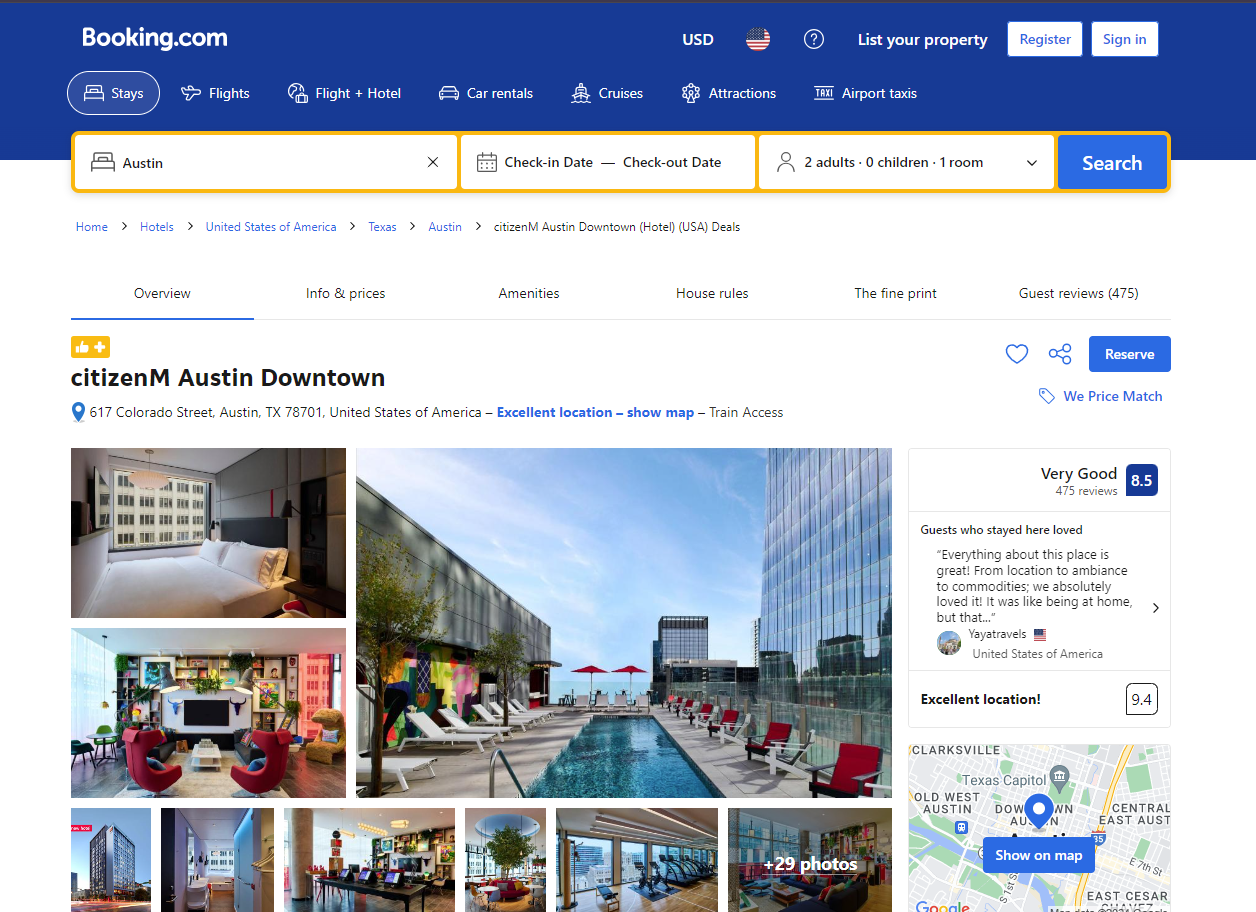 Booking.com
USD
List your property
Register
Sign in
Stays
Flights
Flight + Hotel
Car rentals
Cruises
Attractions
TAXI
Airport taxis
Austin
Check-in Date — Check-out Date
2 adults · 0 children · 1 room
Search
Home
Hotels
United States of America
Texas
Austin
citizenM Austin Downtown (Hotel) (USA) Deals
Overview
Info & prices
Amenities
House rules
The fine print
Guest reviews (475)
Reserve
citizenM Austin Downtown
We Price Match
617 Colorado Street, Austin, TX 78701, United States of America – Excellent location – show map – Train Access
Very Good
475 reviews
8.5
Guests who stayed here loved
“Everything about this place is
great! From location to ambiance
to commodities; we absolutely
loved it! It was like being at home,
but that...”
Yayatravels
United States of America
Excellent location!
9.4
CLARKSVILLE
Texas Capitol
OLD WEST
AUSTIN
CENTRAL
EAST AUST
35
Show on map
E 7th St
S 1st S
EAST CESAR
Google
new hotel
+29 photos